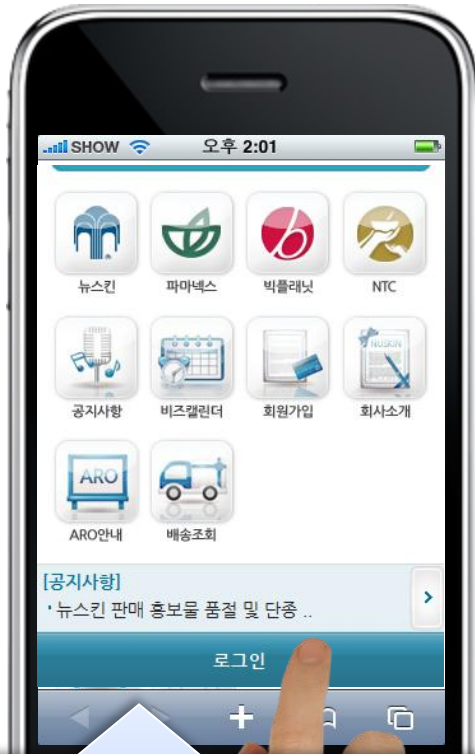 SHOW 오후 2:01
뉴스킨 파마넥스 빅플래닛 NTC
NUSKIN
공지사항 비즈캘린더 회원가입 회사소개
ARO
ARO안내 배송조회
[공지사항]
뉴스킨 판매 홍보물 품절 및 단종 ..
로그인